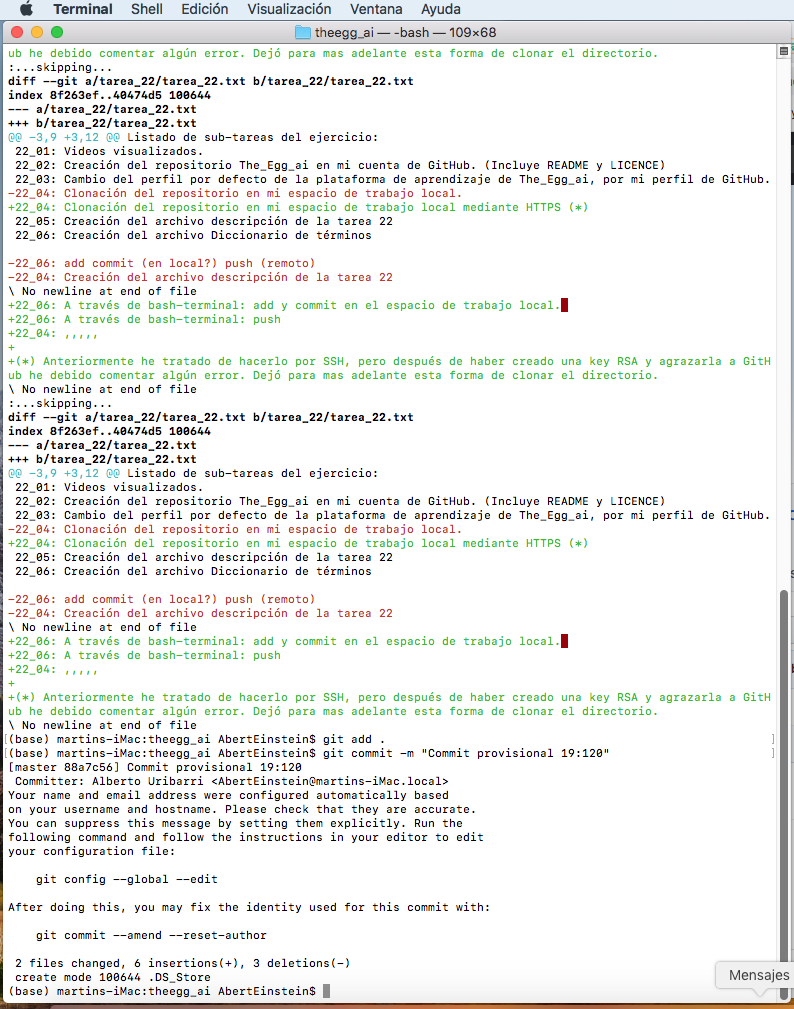 Terminal Shell Edición Visualización Ventana Ayuda
theegg_ai — -bash — 109×68
ub he debido comentar algún error. Dejó para mas adelante esta forma de clonar el directorio.
:...skipping...
diff --git a/tarea_22/tarea_22.txt b/tarea_22/tarea_22.txt
index 8f263ef..40474d5 100644
--- a/tarea_22/tarea_22.txt
+++ b/tarea_22/tarea_22.txt
@@ -3,9 +3,12 @@ Listado de sub-tareas del ejercicio:
 22_01: Videos visualizados.
 22_02: Creación del repositorio The_Egg_ai en mi cuenta de GitHub. (Incluye README y LICENCE)
 22_03: Cambio del perfil por defecto de la plataforma de aprendizaje de The_Egg_ai, por mi perfil de GitHub.
-22_04: Clonación del repositorio en mi espacio de trabajo local.
+22_04: Clonación del repositorio en mi espacio de trabajo local mediante HTTPS (*)
 22_05: Creación del archivo descripción de la tarea 22
 22_06: Creación del archivo Diccionario de términos
-22_06: add commit (en local?) push (remoto)
-22_04: Creación del archivo descripción de la tarea 22
\ No newline at end of file
+22_06: A través de bash-terminal: add y commit en el espacio de trabajo local.
+22_06: A través de bash-terminal: push
+22_04: ,,,,,
+
+(*) Anteriormente he tratado de hacerlo por SSH, pero después de haber creado una key RSA y agrazarla a GitH
ub he debido comentar algún error. Dejó para mas adelante esta forma de clonar el directorio.
\ No newline at end of file
:...skipping...
diff --git a/tarea_22/tarea_22.txt b/tarea_22/tarea_22.txt
index 8f263ef..40474d5 100644
--- a/tarea_22/tarea_22.txt
+++ b/tarea_22/tarea_22.txt
@@ -3,9 +3,12 @@ Listado de sub-tareas del ejercicio:
 22_01: Videos visualizados.
 22_02: Creación del repositorio The_Egg_ai en mi cuenta de GitHub. (Incluye README y LICENCE)
 22_03: Cambio del perfil por defecto de la plataforma de aprendizaje de The_Egg_ai, por mi perfil de GitHub.
-22_04: Clonación del repositorio en mi espacio de trabajo local.
+22_04: Clonación del repositorio en mi espacio de trabajo local mediante HTTPS (*)
 22_05: Creación del archivo descripción de la tarea 22
 22_06: Creación del archivo Diccionario de términos
-22_06: add commit (en local?) push (remoto)
-22_04: Creación del archivo descripción de la tarea 22
\ No newline at end of file
+22_06: A través de bash-terminal: add y commit en el espacio de trabajo local.
+22_06: A través de bash-terminal: push
+22_04: ,,,,,
+
+(*) Anteriormente he tratado de hacerlo por SSH, pero después de haber creado una key RSA y agrazarla a GitH
ub he debido comentar algún error. Dejó para mas adelante esta forma de clonar el directorio.
\ No newline at end of file
[(base) martins-iMac:theegg_ai AbertEinstein$ git add . ]
[(base) martins-iMac:theegg_ai AbertEinstein$ git commit -m "Commit provisional 19:120" ]
[master 88a7c56] Commit provisional 19:120
 Committer: Alberto Uribarri <AbertEinstein@martins-iMac.local>
Your name and email address were configured automatically based
on your username and hostname. Please check that they are accurate.
You can suppress this message by setting them explicitly. Run the
following command and follow the instructions in your editor to edit
your configuration file:
    git config --global --edit
After doing this, you may fix the identity used for this commit with:
    git commit --amend --reset-author
 2 files changed, 6 insertions(+), 3 deletions(-)
 create mode 100644 .DS_Store
(base) martins-iMac:theegg_ai AbertEinstein$
Mensajes